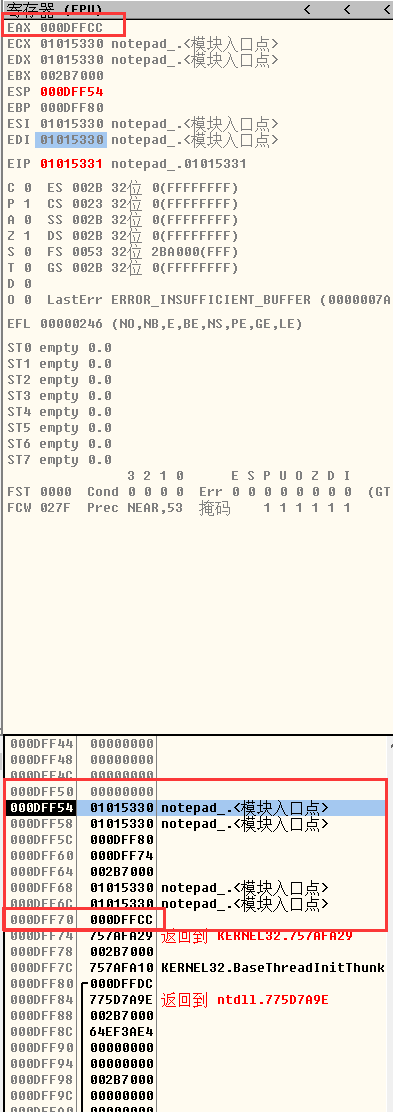 寄存器 (FPU) < < <
EAX 000DFFCC
ECX 01015330 notepad_.<模块入口点>
EDX 01015330 notepad_.<模块入口点>
EBX 002B7000
ESP 000DFF54
EBP 000DFF80
ESI 01015330 notepad_.<模块入口点>
EDI 01015330 notepad_.<模块入口点>
EIP 01015331 notepad_.01015331
C 0 ES 002B 32位 0(FFFFFFFF)
P 1 CS 0023 32位 0(FFFFFFFF)
A 0 SS 002B 32位 0(FFFFFFFF)
Z 1 DS 002B 32位 0(FFFFFFFF)
S 0 FS 0053 32位 2BA000(FFF)
T 0 GS 002B 32位 0(FFFFFFFF)
D 0
O 0 LastErr ERROR_INSUFFICIENT_BUFFER (0000007A
EFL 00000246 (NO,NB,E,BE,NS,PE,GE,LE)
ST0 empty 0.0
ST1 empty 0.0
ST2 empty 0.0
ST3 empty 0.0
ST4 empty 0.0
ST5 empty 0.0
ST6 empty 0.0
ST7 empty 0.0
3 2 1 0 E S P U O Z D I
FST 0000 Cond 0 0 0 0 Err 0 0 0 0 0 0 0 0 (GT
FCW 027F Prec NEAR,53 掩码 1 1 1 1 1 1
000DFF44 00000000
000DFF48 00000000
000DFF4C 00000000
000DFF50 00000000
000DFF54 01015330 notepad_.<模块入口点>
000DFF58 01015330 notepad_.<模块入口点>
000DFF5C 000DFF80
000DFF60 000DFF74
000DFF64 002B7000
000DFF68 01015330 notepad_.<模块入口点>
000DFF6C 01015330 notepad_.<模块入口点>
000DFF70 000DFFCC
000DFF74 757AFA29 返回到 KERNEL32.757AFA29
000DFF78 002B7000
000DFF7C 757AFA10 KERNEL32.BaseThreadInitThunk
000DFF80 000DFFDC
000DFF84 775D7A9E 返回到 ntdll.775D7A9E
000DFF88 002B7000
000DFF8C 64EF3AE4
000DFF90 00000000
000DFF94 00000000
000DFF98 002B7000
000DFF9C 00000000